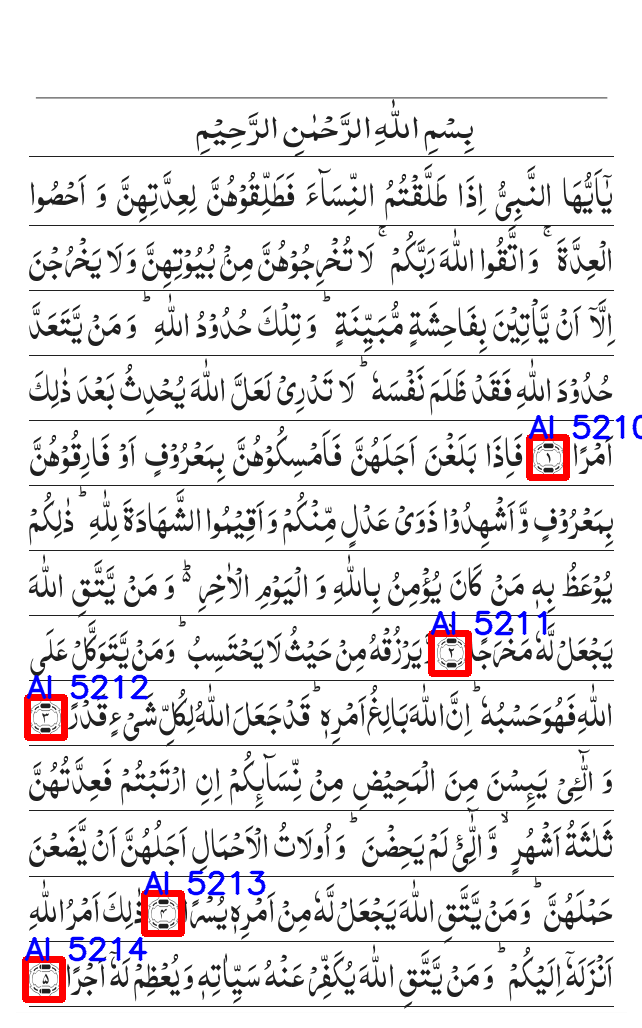 بِسْمِ اللّٰهِ الرَّحْمٰنِ الرَّحِيْمِ
يٰۤاَيُّهَا النَّبِيُّ اِذَا طَلَّقْتُمُ النِّسَآءَ فَطَلِّقُوْهُنَّ لِعِدَّتِهِنَّ وَ اَحْصُوا
الْعِدَّةَ ۚ وَ اتَّقُوا اللّٰهَ رَبَّكُمْ ۚ لَا تُخْرِجُوْهُنَّ مِنْۢ بُيُوْتِهِنَّ وَ لَا يَخْرُجْنَ
اِلَّاۤ اَنْ يَّاْتِيْنَ بِفَاحِشَةٍ مُّبَيِّنَةٍ ؕ وَ تِلْكَ حُدُوْدُ اللّٰهِ ؕ وَ مَنْ يَّتَعَدَّ
حُدُوْدَ اللّٰهِ فَقَدْ ظَلَمَ نَفْسَهٗ ؕ لَا تَدْرِيْ لَعَلَّ اللّٰهَ يُحْدِثُ بَعْدَ ذٰلِكَ
AI 5210
اَمْرًا ۱ فَاِذَا بَلَغْنَ اَجَلَهُنَّ فَاَمْسِكُوْهُنَّ بِمَعْرُوْفٍ اَوْ فَارِقُوْهُنَّ
بِمَعْرُوْفٍ وَّ اَشْهِدُوْا ذَوَيْ عَدْلٍ مِّنْكُمْ وَ اَقِيْمُوا الشَّهَادَةَ لِلّٰهِ ؕ ذٰلِكُمْ
يُوْعَظُ بِهٖ مَنْ كَانَ يُؤْمِنُ بِاللّٰهِ وَ الْيَوْمِ الْاٰخِرِ ۬ؕ وَ مَنْ يَّتَّقِ اللّٰهَ
AI 5211
يَجْعَلْ لَّهٗ مَخْرَجًا ۲ وَّ يَرْزُقْهُ مِنْ حَيْثُ لَا يَحْتَسِبُ ؕ وَ مَنْ يَّتَوَكَّلْ عَلَى
AI 5212
اللّٰهِ فَهُوَ حَسْبُهٗ ؕ اِنَّ اللّٰهَ بَالِغُ اَمْرِهٖ ؕ قَدْ جَعَلَ اللّٰهُ لِكُلِّ شَيْءٍ قَدْرًا ۳
وَ الّٰٓـِٔيْ يَىِٕسْنَ مِنَ الْمَحِيْضِ مِنْ نِّسَآىِٕكُمْ اِنِ ارْتَبْتُمْ فَعِدَّتُهُنَّ
ثَلٰثَةُ اَشْهُرٍ ۙ وَّ الّٰٓـِٔيْ لَمْ يَحِضْنَ ؕ وَ اُولَاتُ الْاَحْمَالِ اَجَلُهُنَّ اَنْ يَّضَعْنَ
AI 5213
حَمْلَهُنَّ ؕ وَ مَنْ يَّتَّقِ اللّٰهَ يَجْعَلْ لَّهٗ مِنْ اَمْرِهٖ يُسْرًا ۴ ذٰلِكَ اَمْرُ اللّٰهِ
AI 5214
اَنْزَلَهٗۤ اِلَيْكُمْ ؕ وَ مَنْ يَّتَّقِ اللّٰهَ يُكَفِّرْ عَنْهُ سَيِّاٰتِهٖ وَ يُعْظِمْ لَهٗۤ اَجْرًا ۵